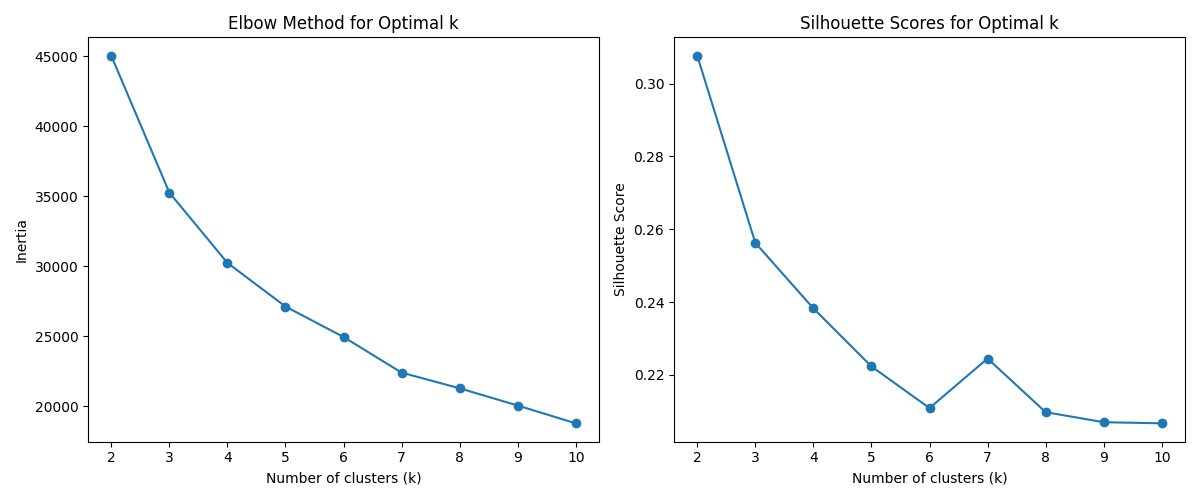 Elbow Method for Optimal k
45000
40000
35000
30000
25000
20000
Inertia
2 3 4 5 6 7 8 9 10
Number of clusters (k)
Silhouette Scores for Optimal k
0.30
0.28
0.26
0.24
0.22
Silhouette Score
2 3 4 5 6 7 8 9 10
Number of clusters (k)